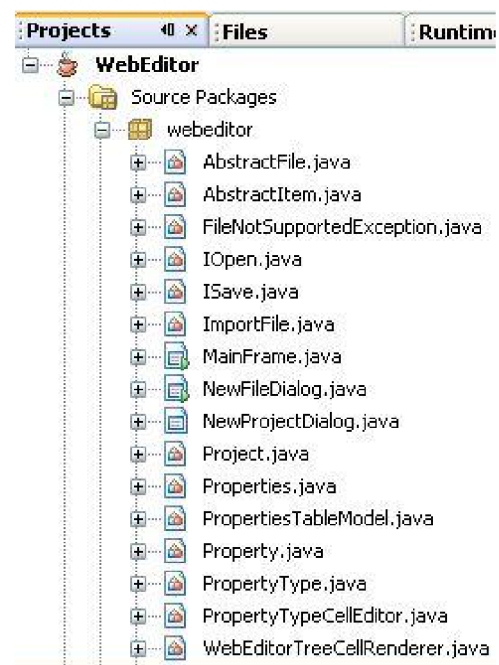 Projects Files Runtim
WebEditor
Source Packages
webeditor
AbstractFile.java
AbstractItem.java
FileNotSupportedException.java
IOpen.java
ISave.java
ImportFile.java
MainFrame.java
NewFileDialog.java
NewProjectDialog.java
Project.java
Properties.java
PropertiesTableModel.java
Property.java
PropertyType.java
PropertyTypeCellEditor.java
WebEditorTreeCellRenderer.java